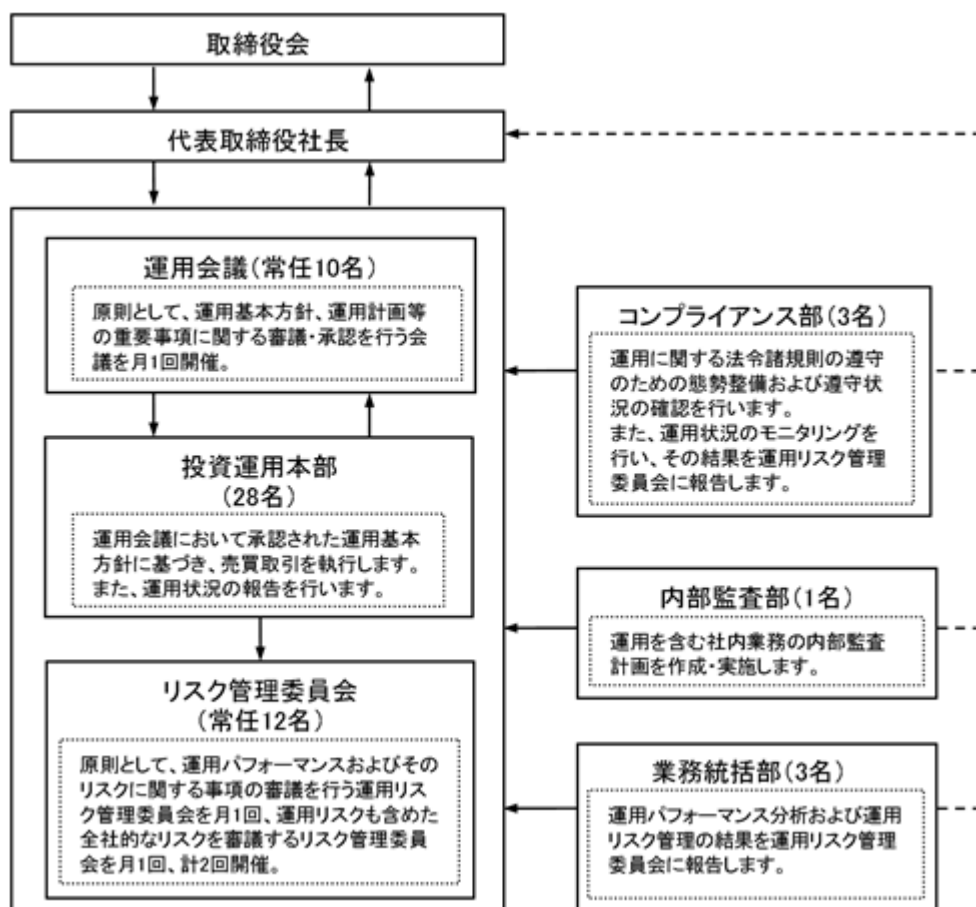 取締役会
代表取締役社長
運用会議(常任10名)
原則として、運用基本方針、運用計画等
の重要事項に関する審議・承認を行う会
議を月1回開催。
投資運用本部
(28名)
運用会議において承認された運用基本
方針に基づき、売買取引を執行します。
また、運用状況の報告を行います。
リスク管理委員会
(常任12名)
原則として、運用パフォーマンスおよびその
リスクに関する事項の審議を行う運用リス
ク管理委員会を月1回、運用リスクも含めた
全社的なリスクを審議するリスク管理委員
会を月1回、計2回開催。
コンプライアンス部(3名)
運用に関する法令諸規則の遵守
のための態勢整備および遵守状
況の確認を行います。
また、運用状況のモニタリングを
行い、その結果を運用リスク管理
委員会に報告します。
内部監査部(1名)
運用を含む社内業務の内部監査
計画を作成・実施します。
業務統括部(3名)
運用パフォーマンス分析および運用
リスク管理の結果を運用リスク管理
委員会に報告します。